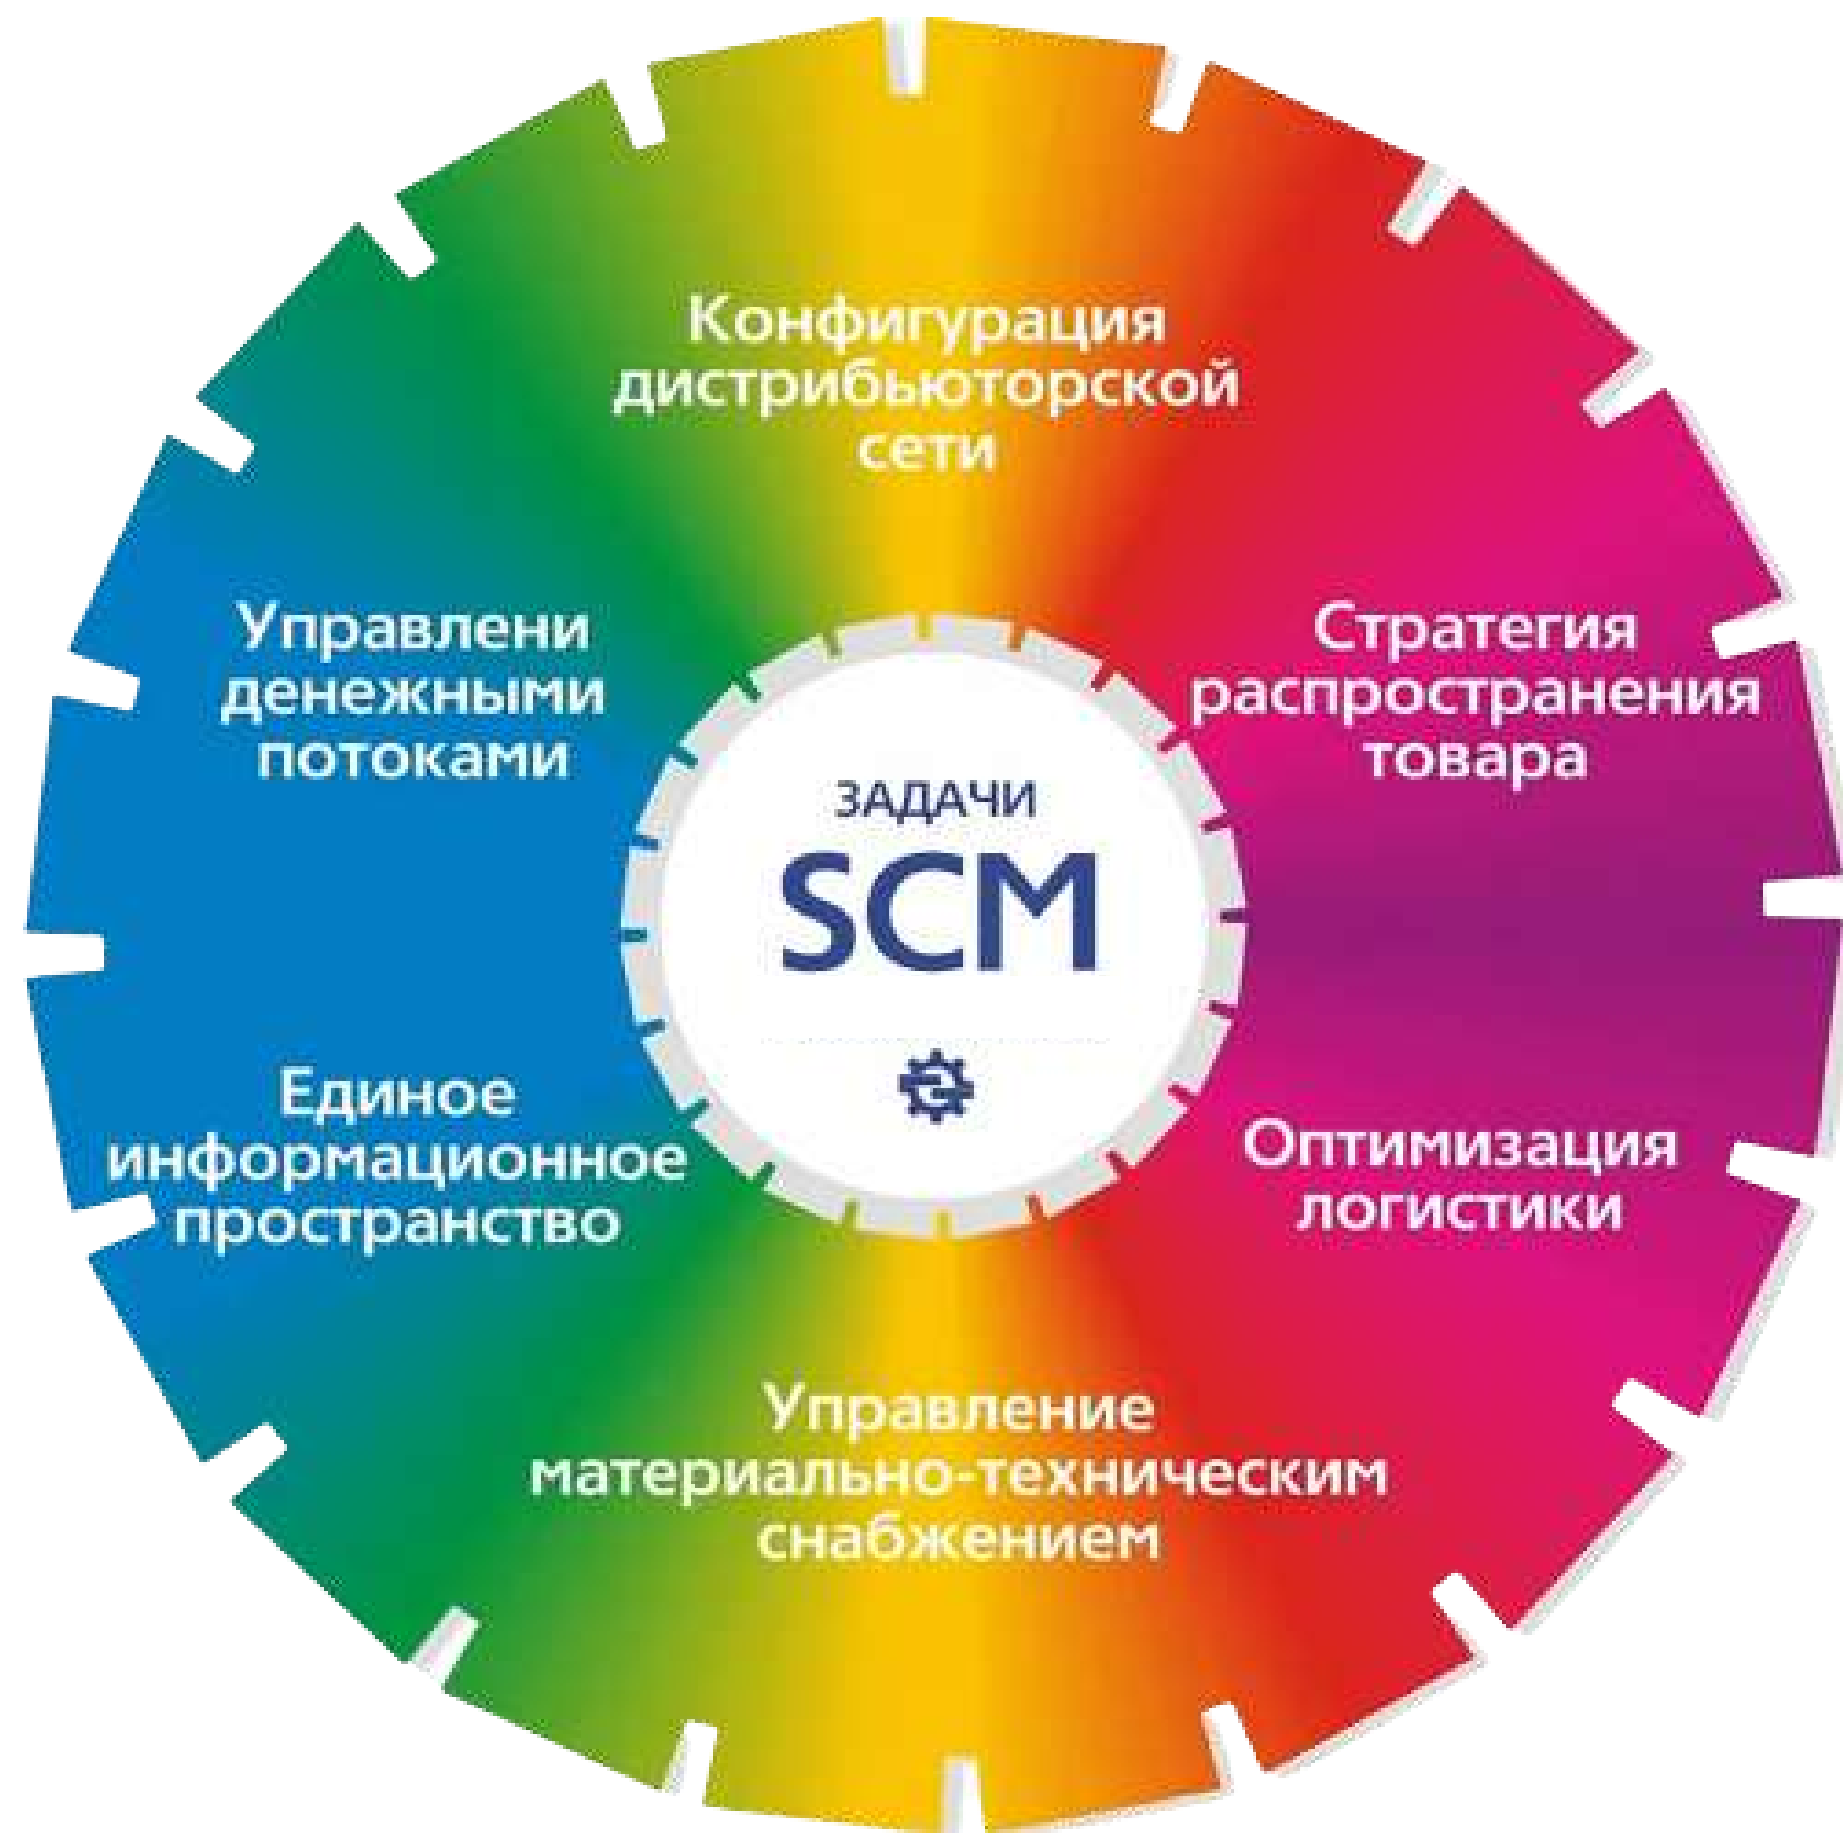 Конфигурация
дистрибьюторской
сети
Стратегия
распространения
товара
Оптимизация
логистики
Управление
материально-техническим
снабжением
Единое
информационное
пространство
Управлени
денежными
потоками
ЗАДАЧИ
SCM